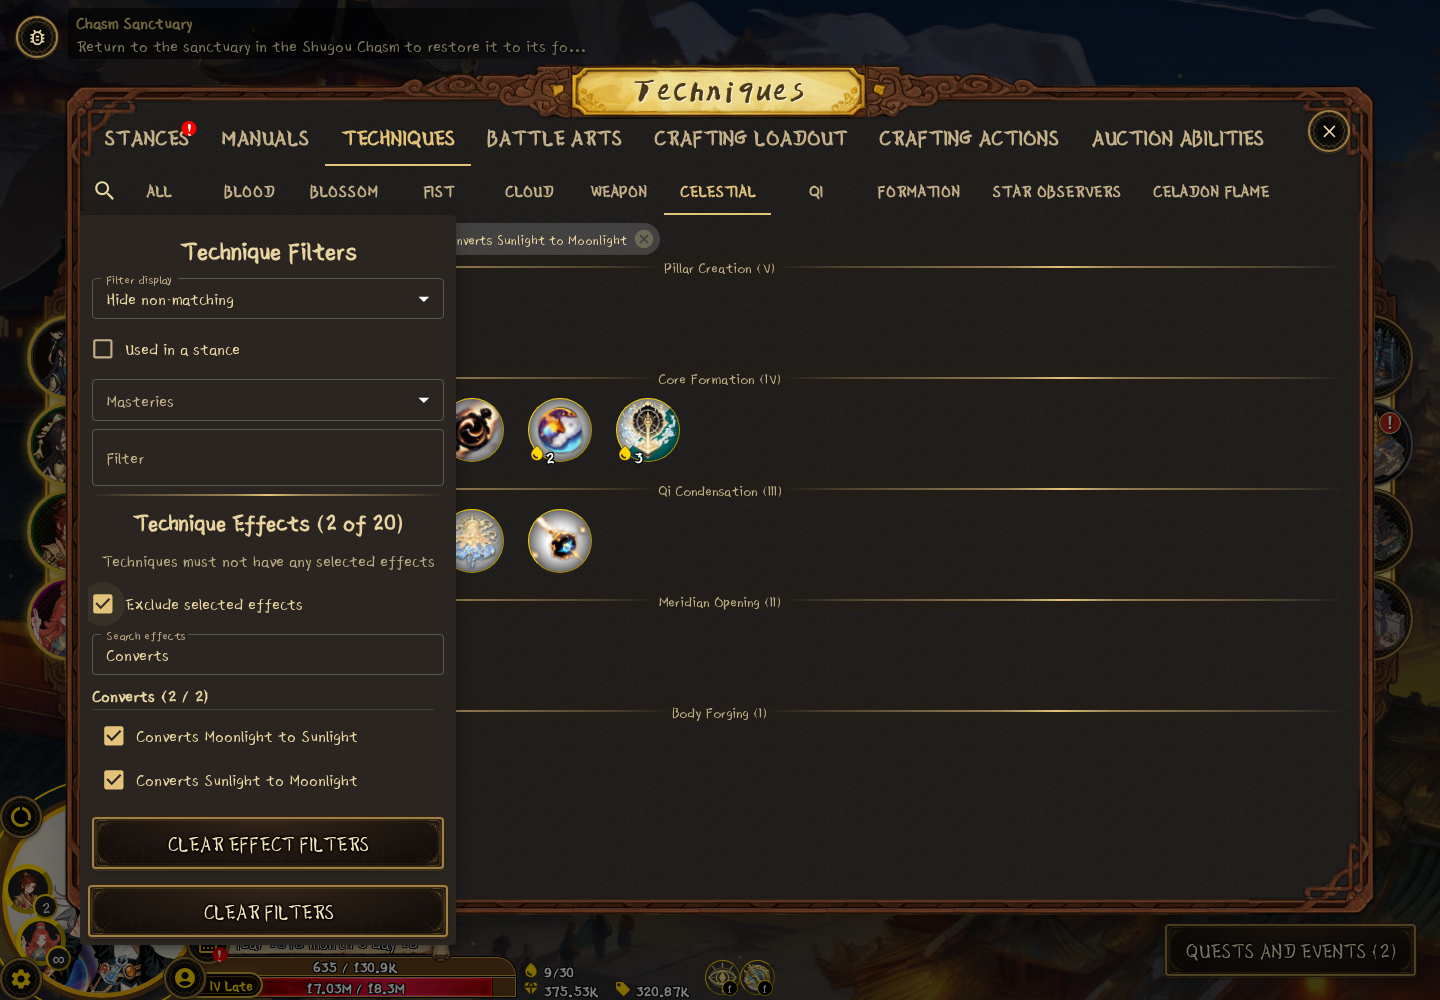 Chasm Sanctuary
Return to the sanctuary in the Shugou Chasm to restore it to its fo...
Techniques
STANCES ! MANUALS TECHNIQUES BATTLE ARTS CRAFTING LOADOUT CRAFTING ACTIONS AUCTION ABILITIES
ALL BLOOD BLOSSOM FIST CLOUD WEAPON CELESTIAL QI FORMATION STAR OBSERVERS CELADON FLAME
Technique Filters
nverts Sunlight to Moonlight
Pillar Creation (V)
Filter display
Hide non-matching
Used in a stance
Core Formation (IV)
Masteries
2 3
Filter
Qi Condensation (III)
Technique Effects (2 of 20)
Techniques must not have any selected effects
Exclude selected effects
Meridian Opening (II)
Search effects
Converts
Converts (2 / 2)
Body Forging (I)
Converts Moonlight to Sunlight
Converts Sunlight to Moonlight
CLEAR EFFECT FILTERS
CLEAR FILTERS
2
∞
!
QUESTS AND EVENTS (2)
635 / 130.9K
9/30
IV Late
17.03M / 18.3M
375.53K 320.87K
1 1